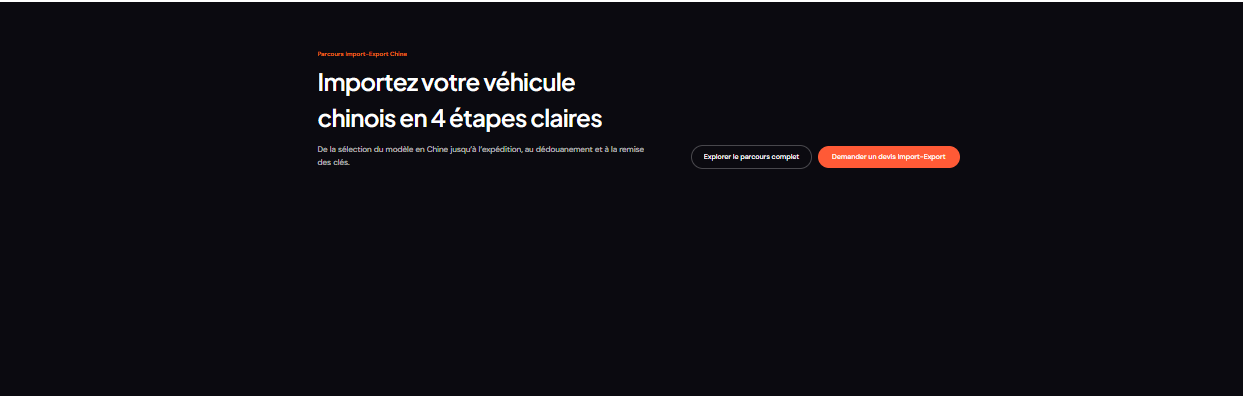 Parcours Import-Export Chine
Importez votre véhicule
chinois en 4 étapes claires
De la sélection du modèle en Chine jusqu'à l'expédition, au dédouanement et à la remise
des clés.
Explorer le parcours complet
Demander un devis Import-Export